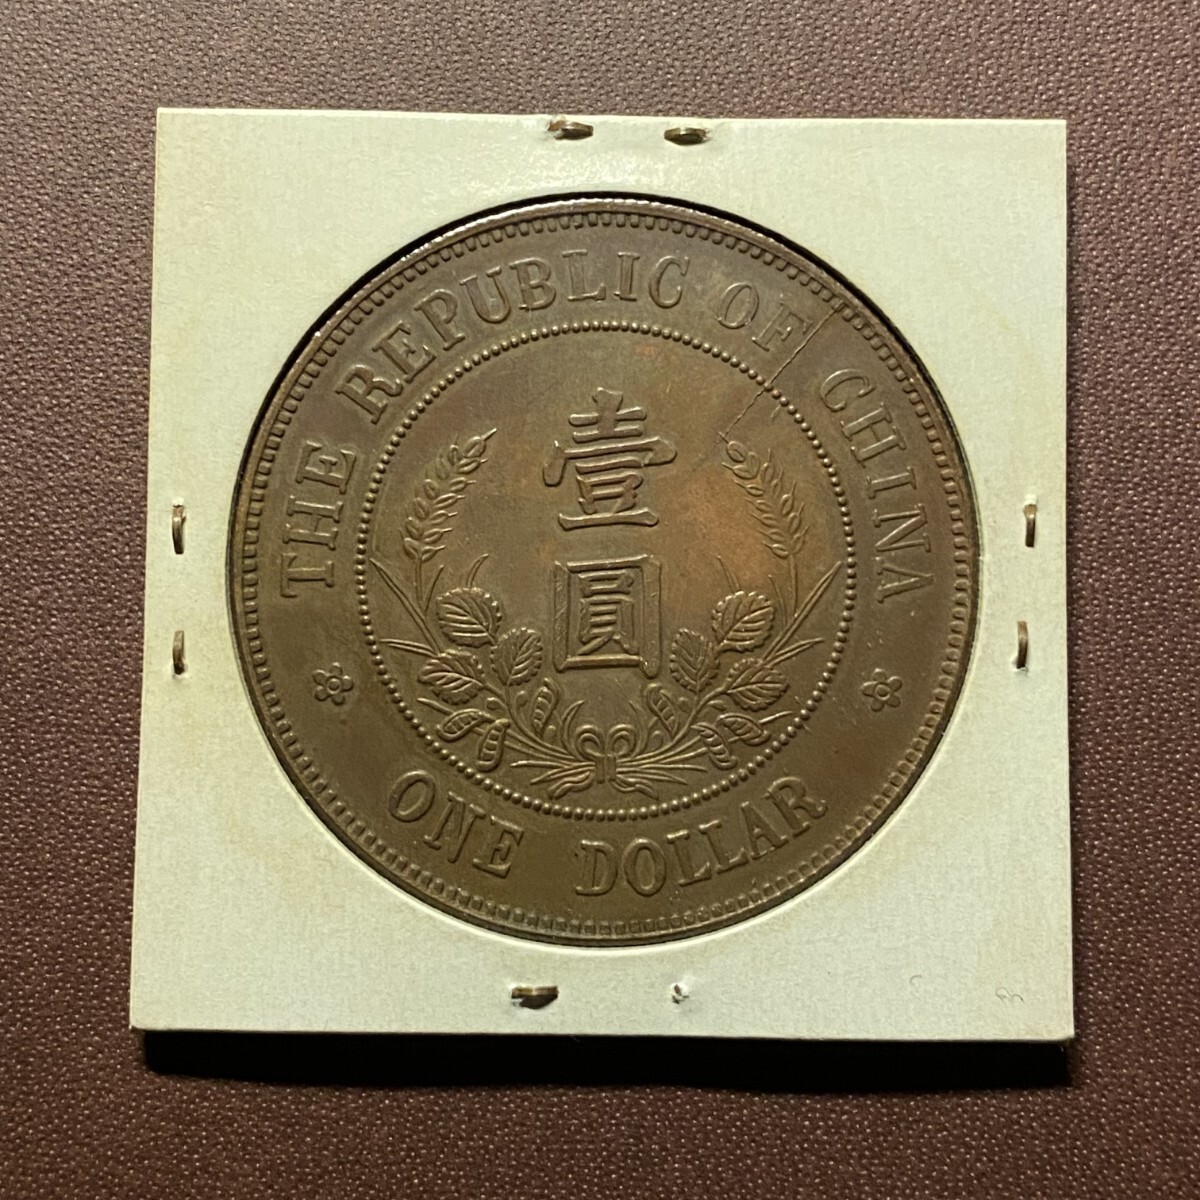 THE REPUBLIC OF CHINA
壹
圓
ONE DOLLAR